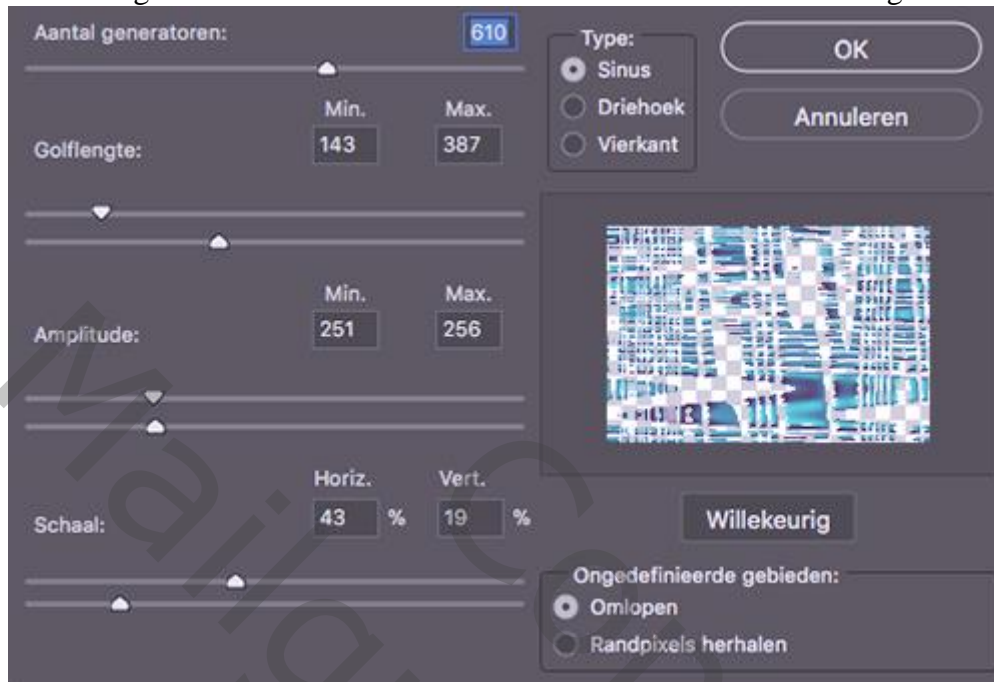 Aantal generatoren: 610
Min. Max.
Golflengte: 143 387
Min. Max.
Amplitude: 251 256
Horiz. Vert.
Schaal: 43 % 19 %
Type:
Sinus
Driehoek
Vierkant
OK
Annuleren
Willekeurig
Ongedefinieerde gebieden:
Omlopen
Randpixels herhalen